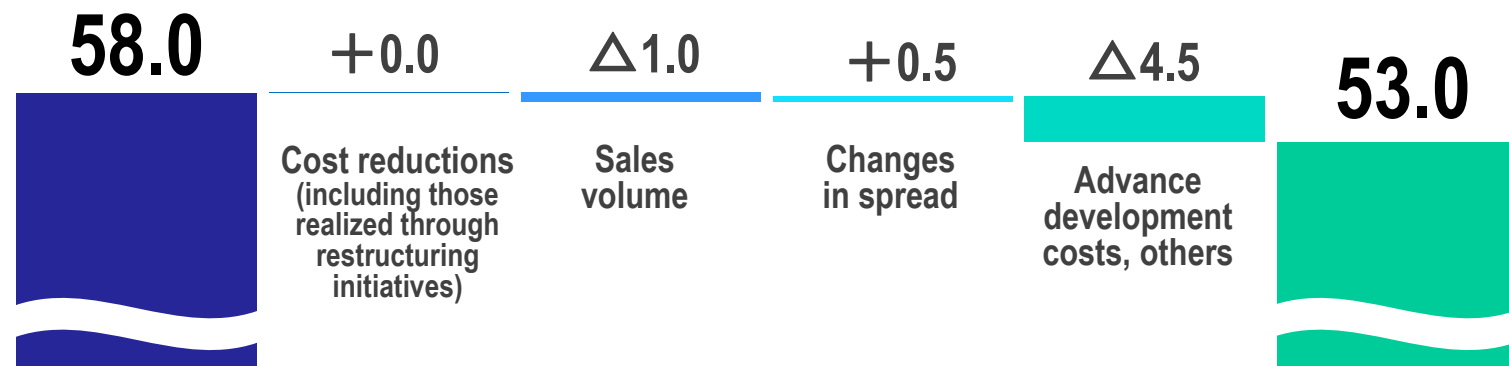 58.0
+0.0
△1.0
+0.5
△4.5
53.0
Cost reductions
(including those
realized through
restructuring
initiatives)
Sales
volume
Changes
in spread
Advance
development
costs, others